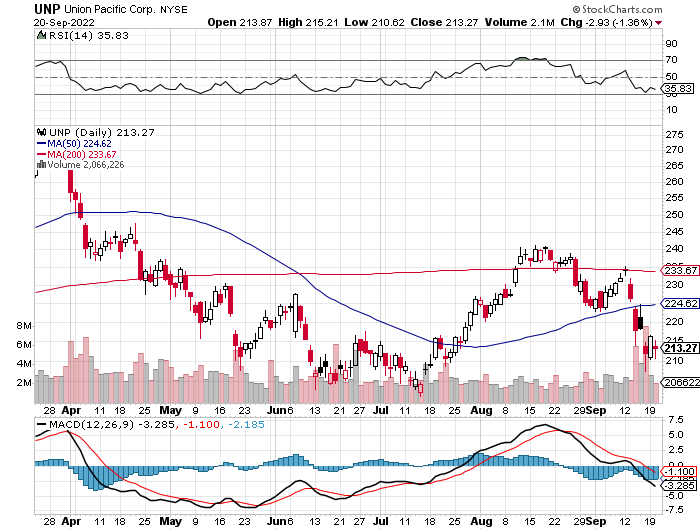 UNP Union Pacific Corp. NYSE © StockCharts.com
20-Sep-2022 Open 213.87 High 215.21 Low 210.62 Close 213.27 Volume 2.1M Chg -2.93 (-1.36%)
RSI(14) 35.83
90
70
50
35.83
30
10
UNP (Daily) 213.27
MA(50) 224.62
MA(200) 233.67
Volume 2,066,226
275
270
265
260
255
250
245
240
233.67
230
224.62
220
213.27
210
2066226
8M
6M
4M
2M
28 Apr 11 18 25 May 9 16 23 Jun 6 13 21 27 Jul 11 18 25 Aug 8 15 22 29 Sep 12 19
MACD(12,26,9) -3.285, -1.100, -2.185
7.5
5.0
2.5
0.0
-1.100
-3.285
-5.0
-7.5
28 Apr 11 18 25 May 9 16 23 Jun 6 13 21 27 Jul 11 18 25 Aug 8 15 22 29 Sep 12 19